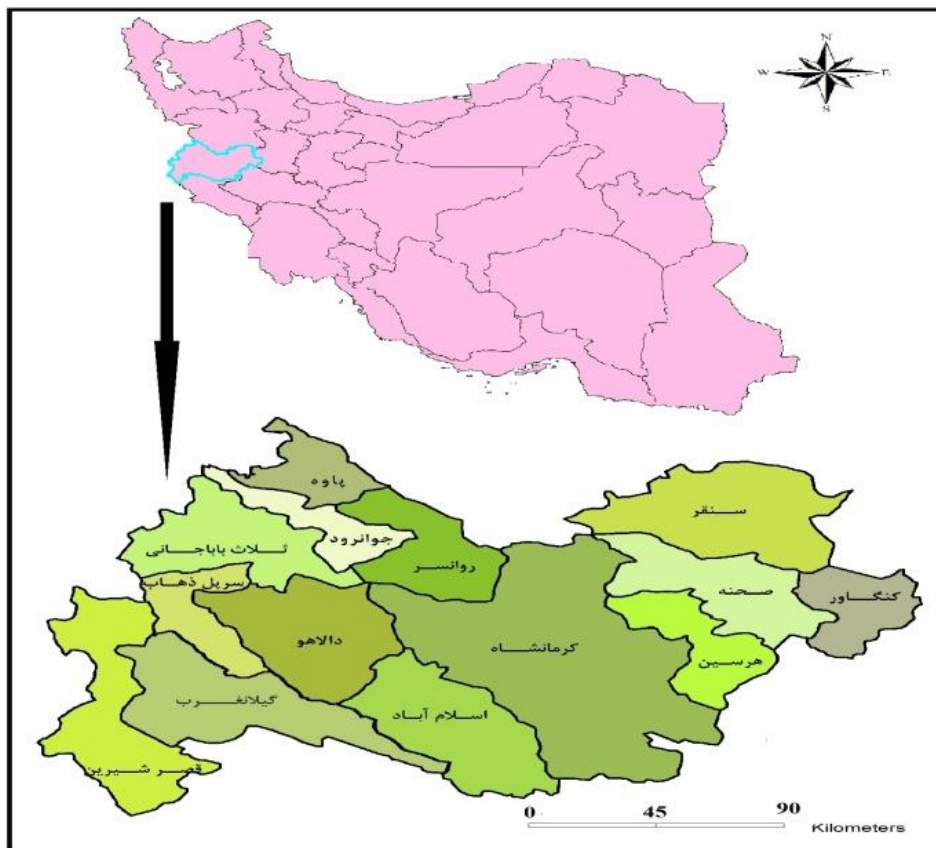 N
W
E
S
پاوه
سنقر
جوانرود
ثلاث باباجانی
روانسر
سرپل ذهاب
صحنه
کنگاور
دالاهو
کرمانشاه
هرسین
گیلانغرب
اسلام آباد
قصر شیرین
0 45 90
Kilometers